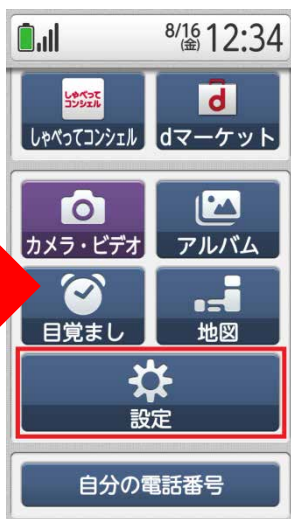 8/16
(金)
12:34
しゃべって
コンシェル
しゃべってコンシェル
d
dマーケット
カメラ・ビデオ
アルバム
目覚まし
地図
設定
自分の電話番号